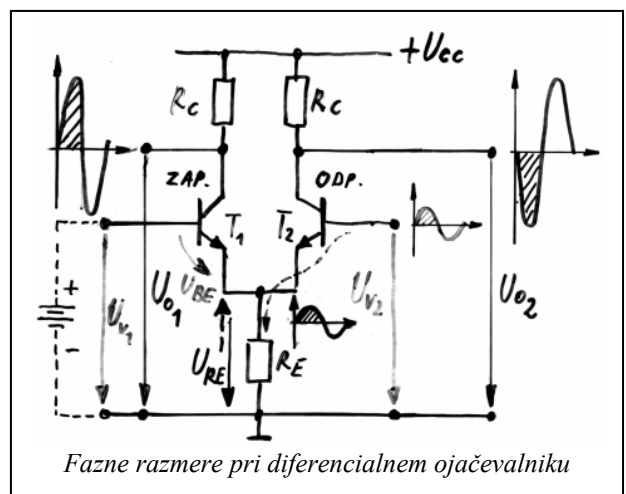 +Ucc
Rc
Rc
ZAP.
ODP.
T1
T2
UBE
+
-
Uv1
Uo1
URE
RE
Uv2
Uo2
Fazne razmere pri diferencialnem ojačevalniku